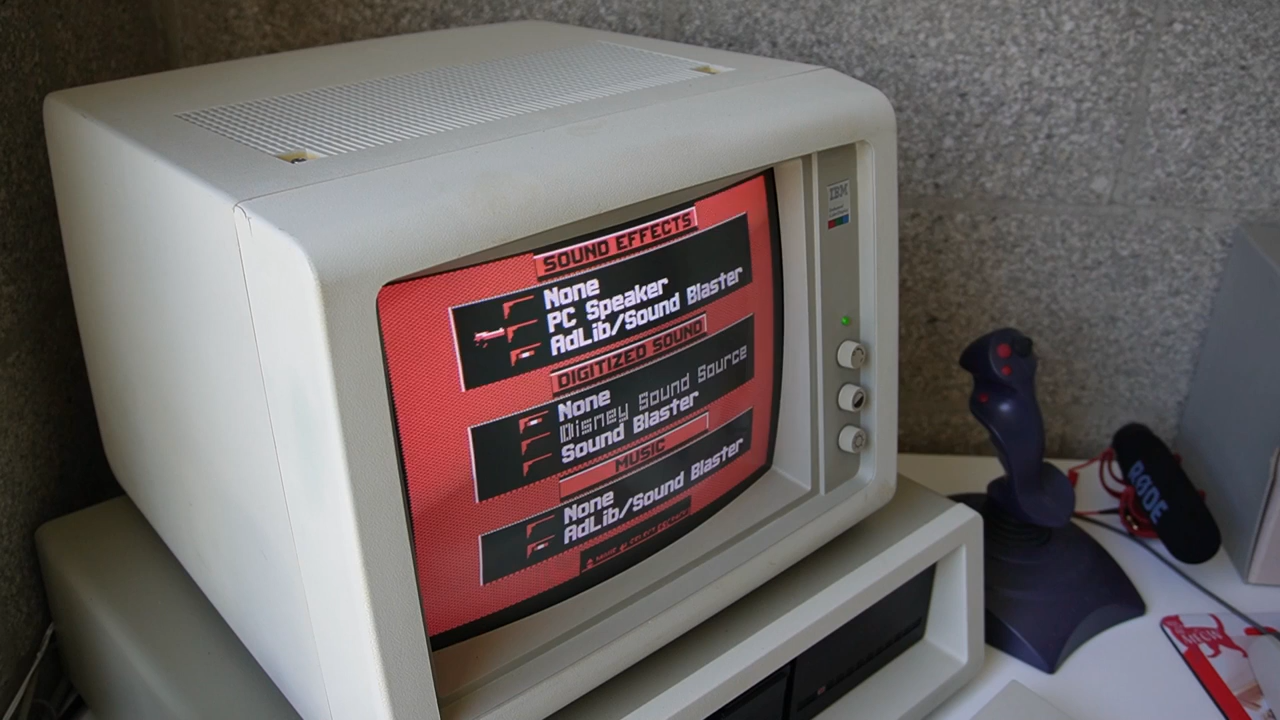 IBM
SOUND EFFECTS
None
PC Speaker
AdLib/Sound Blaster
DIGITIZED SOUND
None
Disney Sound Source
Sound Blaster
MUSIC
None
AdLib/Sound Blaster
RØDE